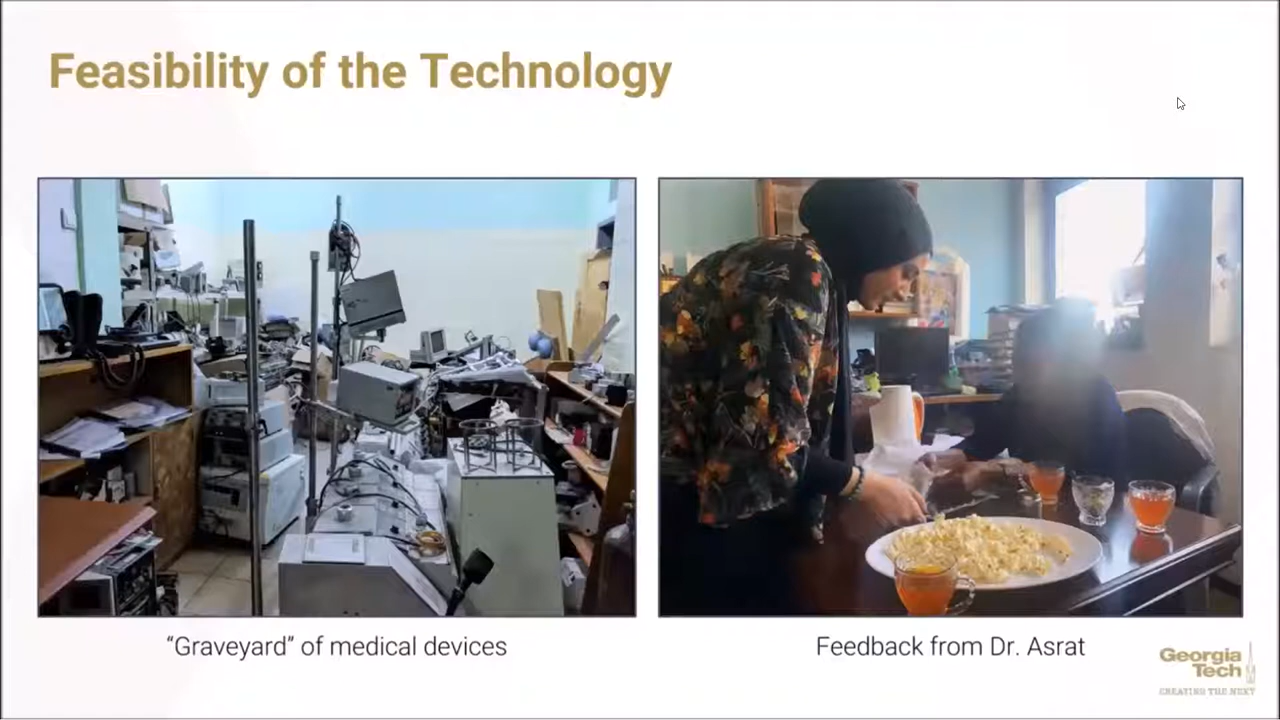 Feasibility of the Technology
“Graveyard” of medical devices
Feedback from Dr. Asrat
Georgia
Tech
CREATING THE NEXT